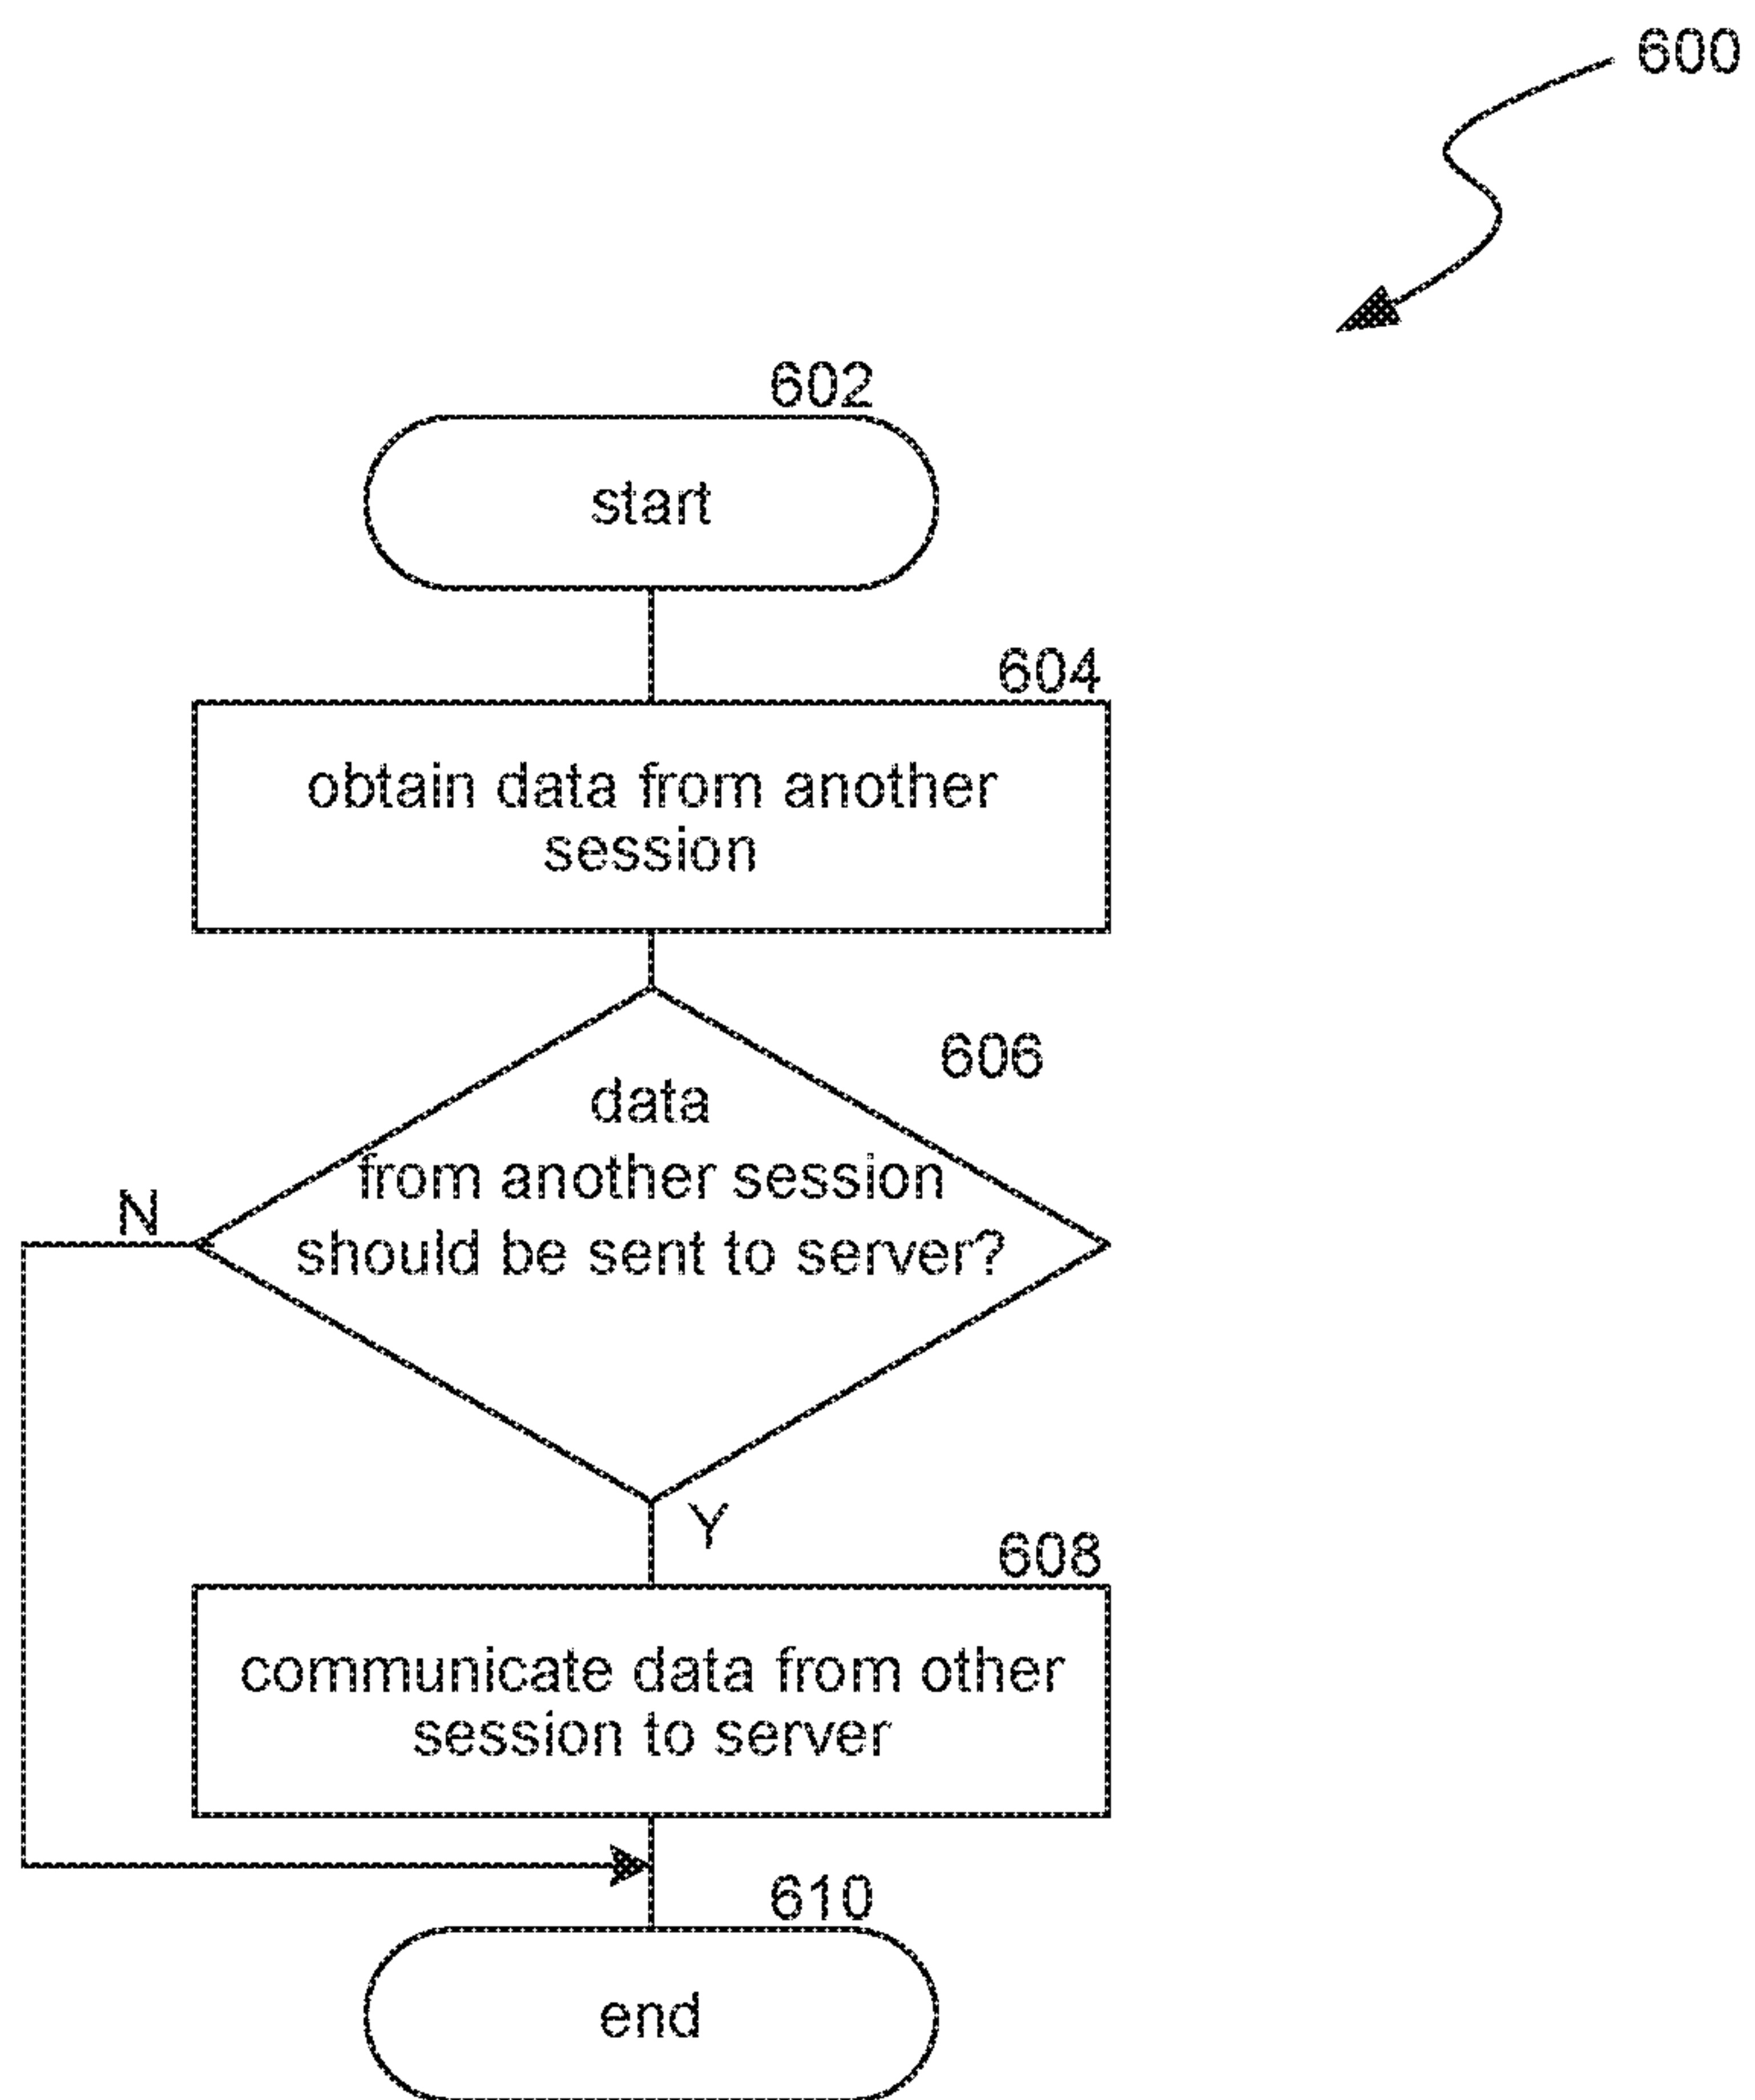 600
602
start
604
obtain data from another
session
606
data
from another session
should be sent to server?
N
Y
608
communicate data from other
session to server
610
end